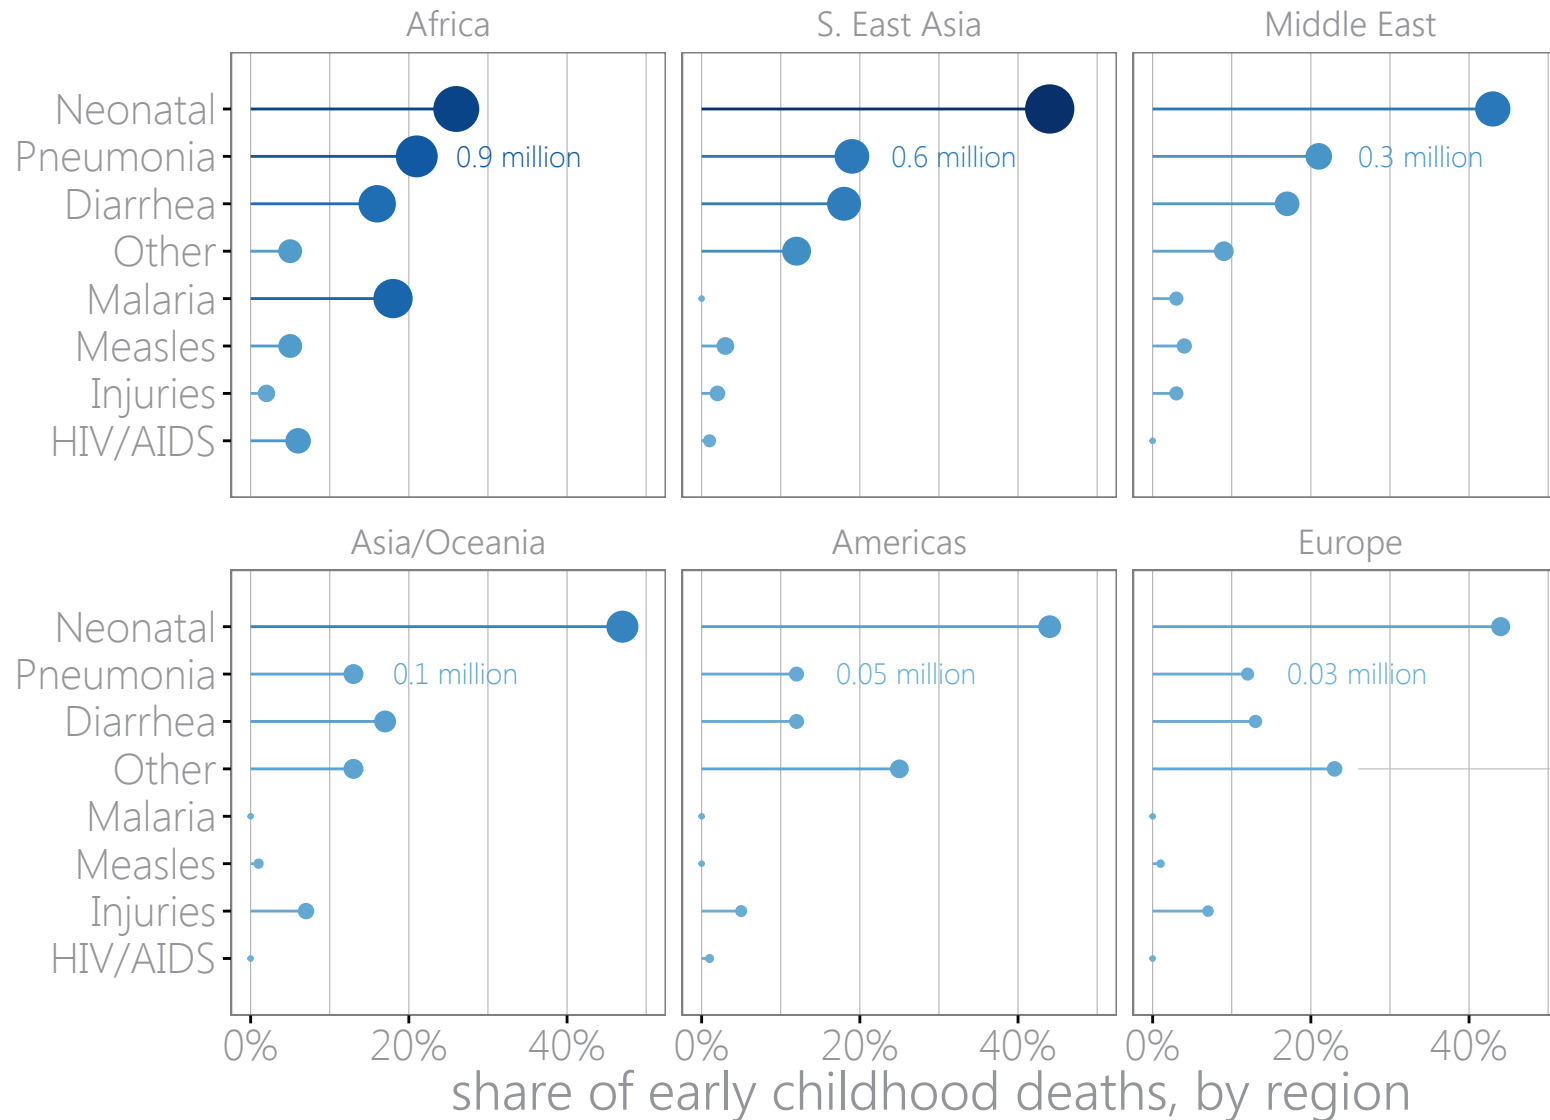 Africa
S. East Asia
Middle East
Neonatal
Pneumonia
0.9 million
0.6 million
0.3 million
Diarrhea
Other
Malaria
Measles
Injuries
HIV/AIDS
Asia/Oceania
Americas
Europe
Neonatal
Pneumonia
0.1 million
0.05 million
0.03 million
Diarrhea
Other
Malaria
Measles
Injuries
HIV/AIDS
0% 20% 40% 0% 20% 40% 0% 20% 40%
share of early childhood deaths, by region